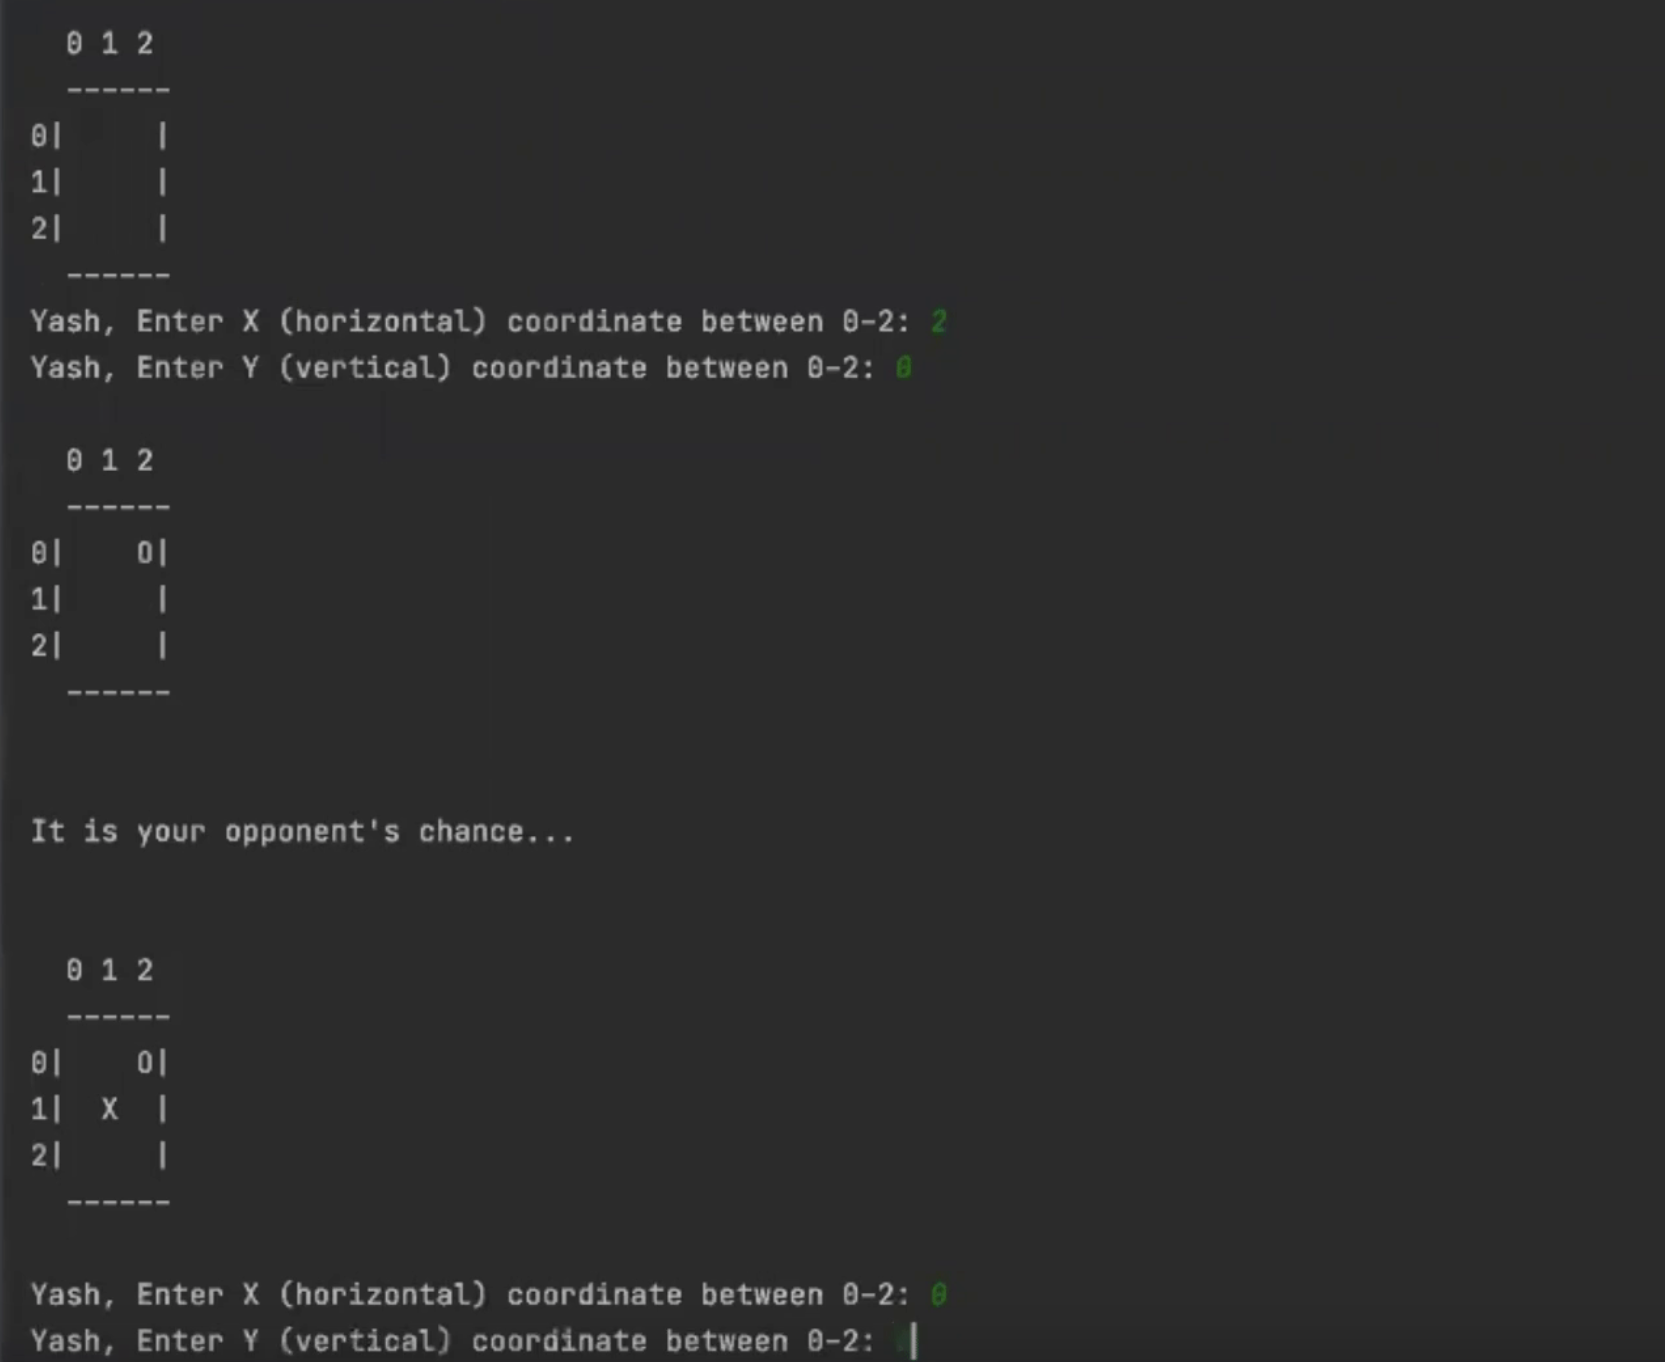 0 1 2
  ------
0|     |
1|     |
2|     |
  ------
Yash, Enter X (horizontal) coordinate between 0-2: 2
Yash, Enter Y (vertical) coordinate between 0-2: 0
  0 1 2
  ------
0|    O|
1|     |
2|     |
  ------
It is your opponent's chance...
  0 1 2
  ------
0|    O|
1|  X  |
2|     |
  ------
Yash, Enter X (horizontal) coordinate between 0-2: 0
Yash, Enter Y (vertical) coordinate between 0-2: